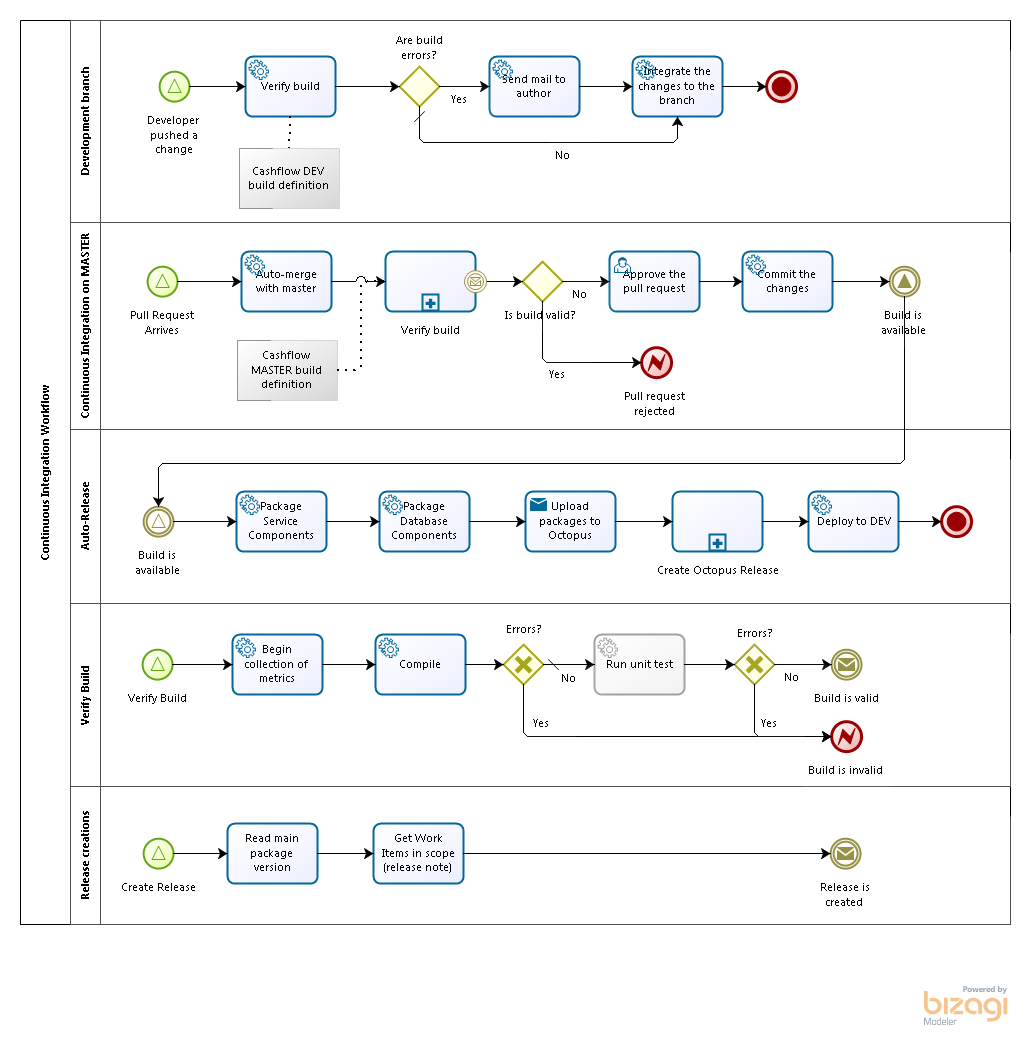 Continuous Integration Workflow
Development branch
Developer
pushed a
change
Verify build
Cashflow DEV
build definition
Are build
errors?
Yes
No
Send mail to
author
Integrate the
changes to the
branch
Continuous Integration on MASTER
Pull Request
Arrives
Auto-merge
with master
Cashflow
MASTER build
definition
Verify build
Is build valid?
No
Yes
Pull request
rejected
Approve the
pull request
Commit the
changes
Build is
available
Auto-Release
Build is
available
Package
Service
Components
Package
Database
Components
Upload
packages to
Octopus
Create Octopus Release
Deploy to DEV
Verify Build
Verify Build
Begin
collection of
metrics
Compile
Errors?
No
Yes
Run unit test
Errors?
No
Yes
Build is valid
Build is invalid
Release creations
Create Release
Read main
package
version
Get Work
Items in scope
(release note)
Release is
created
Powered by
bizagi
Modeler